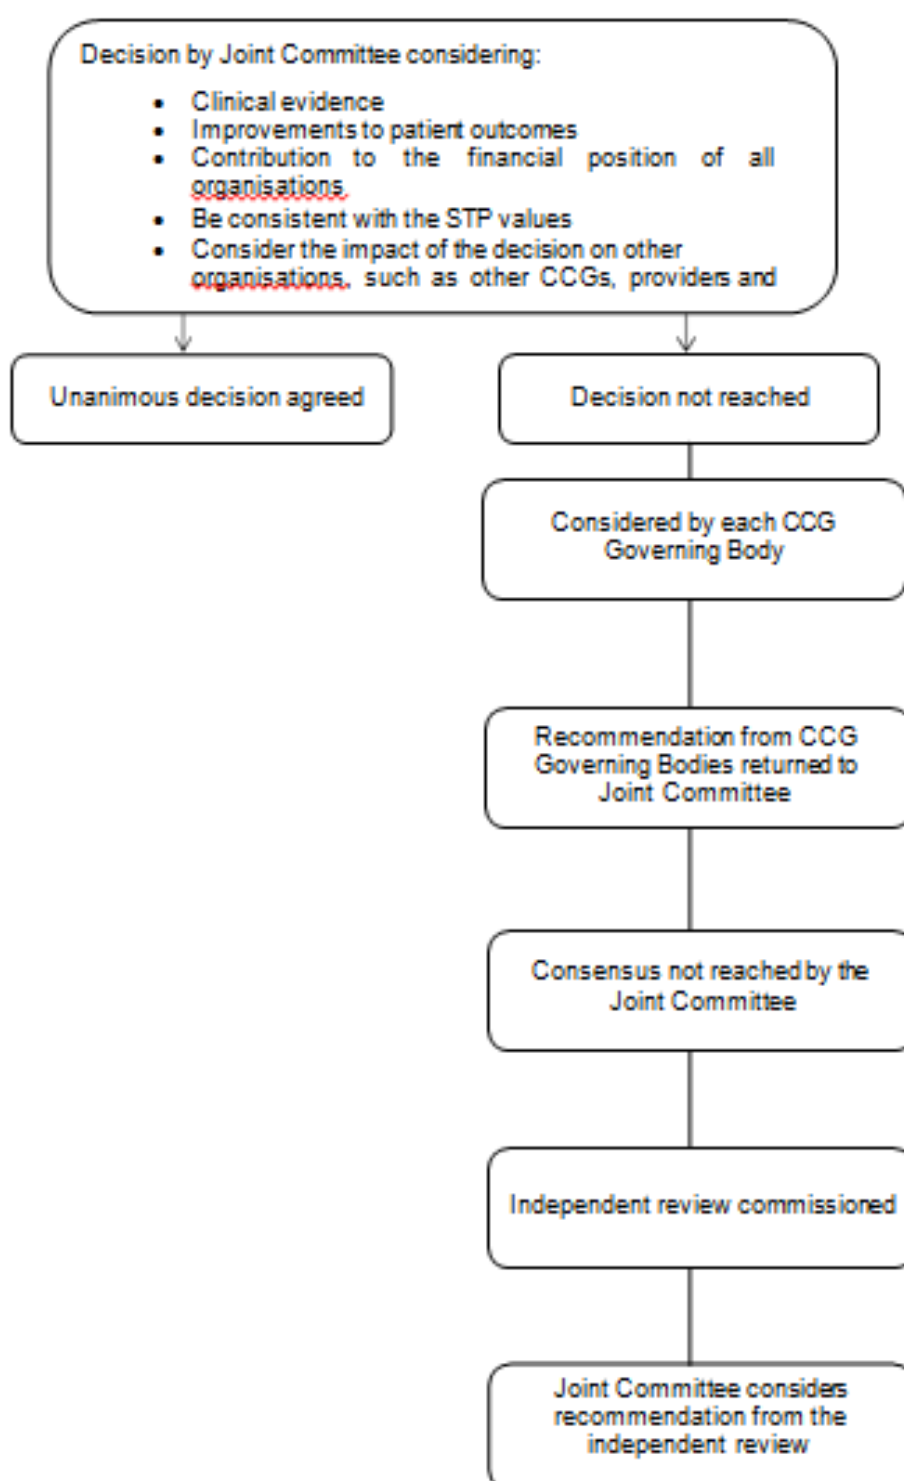 Decision by Joint Committee considering:
• Clinical evidence
• Improvements to patient outcomes
• Contribution to the financial position of all
organisations.
• Be consistent with the STP values
• Consider the impact of the decision on other
organisations, such as other CCGs, providers and
Unanimous decision agreed
Decision not reached
Considered by each CCG
Governing Body
Recommendation from CCG
Governing Bodies returned to
Joint Committee
Consensus not reached by the
Joint Committee
Independent review commissioned
Joint Committee considers
recommendation from the
independent review